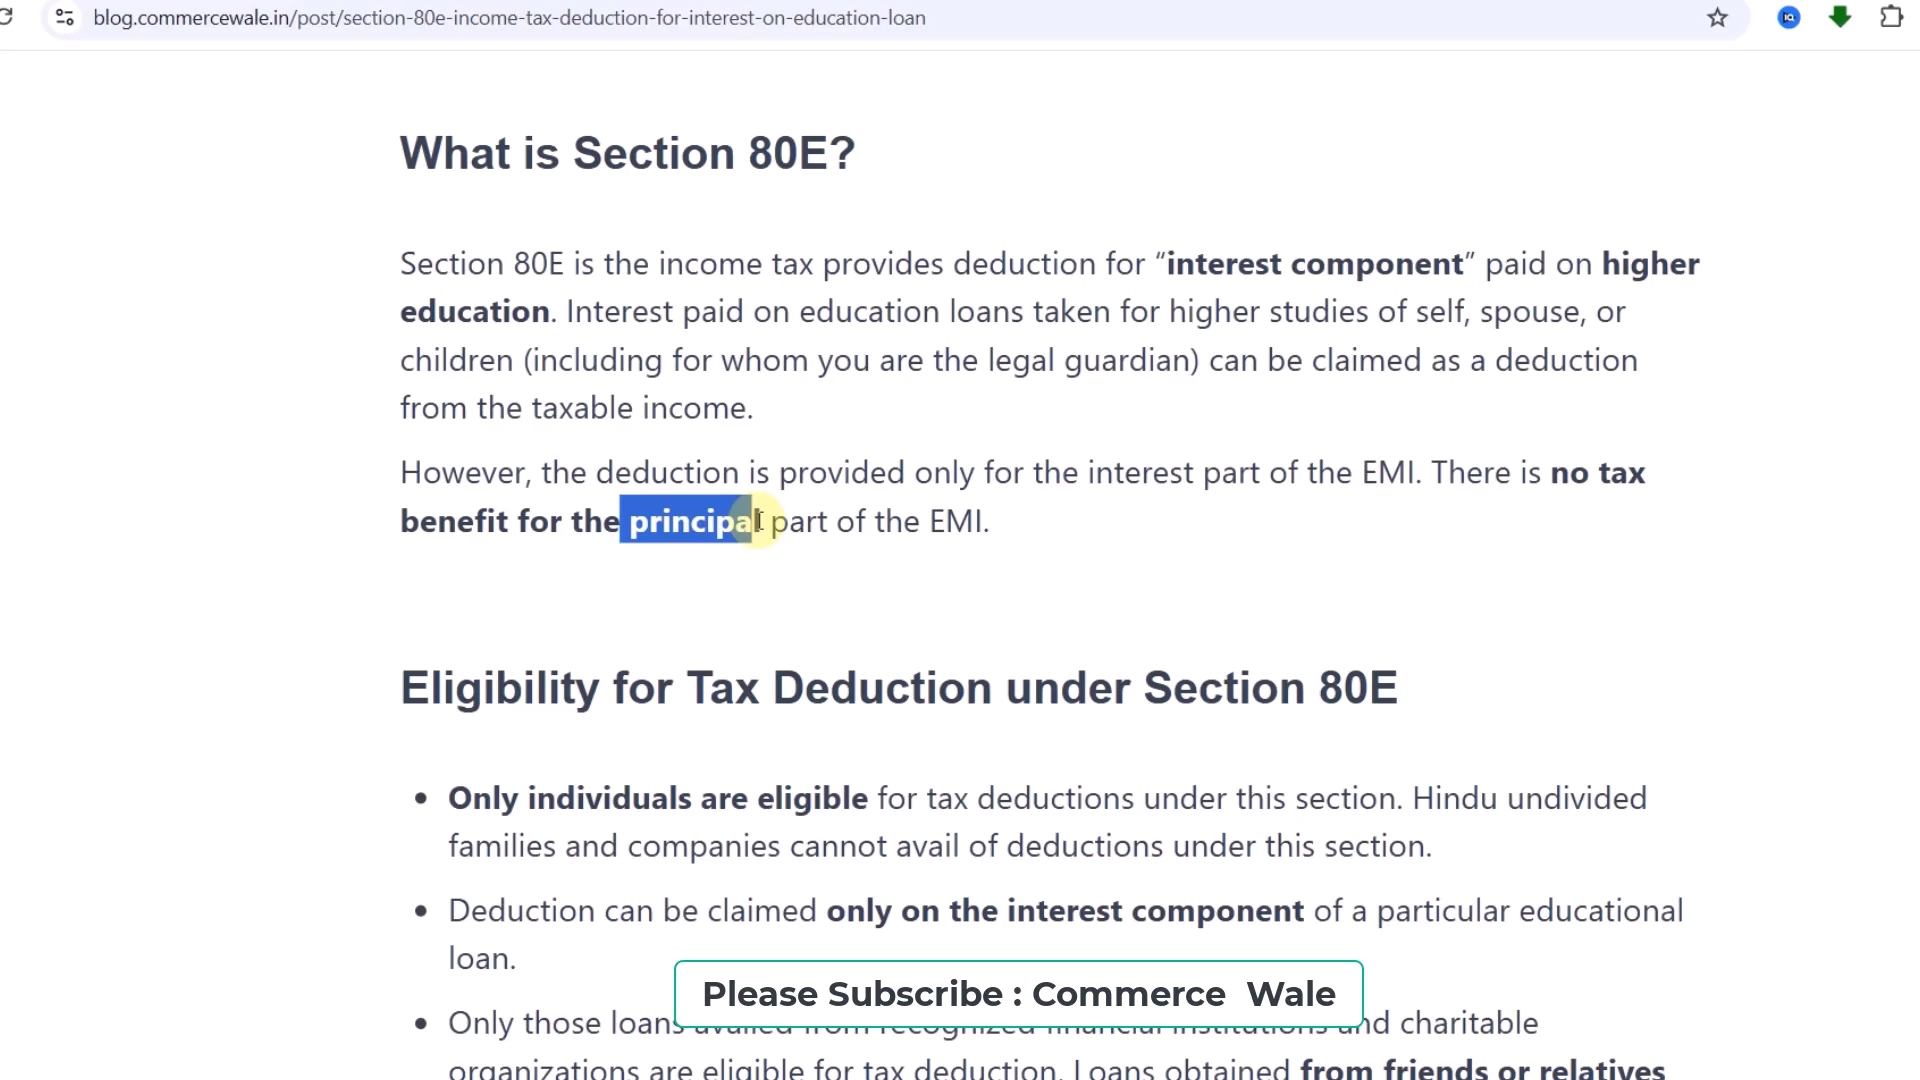 blog.commercewale.in/post/section-80e-income-tax-deduction-for-interest-on-education-loan
What is Section 80E?
Section 80E is the income tax provides deduction for “interest component” paid on higher
education. Interest paid on education loans taken for higher studies of self, spouse, or
children (including for whom you are the legal guardian) can be claimed as a deduction
from the taxable income.
However, the deduction is provided only for the interest part of the EMI. There is no tax
benefit for the principal part of the EMI.
Eligibility for Tax Deduction under Section 80E
• Only individuals are eligible for tax deductions under this section. Hindu undivided
families and companies cannot avail of deductions under this section.
• Deduction can be claimed only on the interest component of a particular educational
loan.
Please Subscribe : Commerce Wale
• Only those loans availed from recognized financial institutions and charitable
organizations are eligible for tax deduction. Loans obtained from friends or relatives